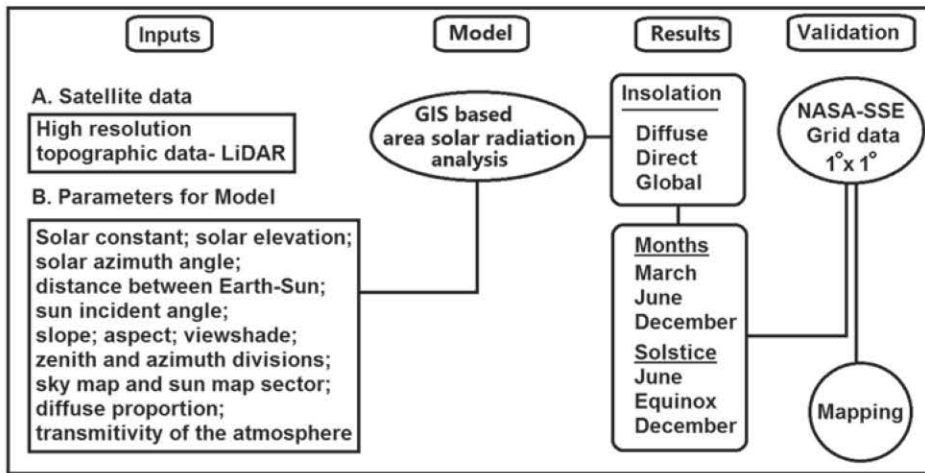 Inputs
Model
Results
Validation
A. Satellite data
High resolution
topographic data- LiDAR
B. Parameters for Model
Solar constant; solar elevation;
solar azimuth angle;
distance between Earth-Sun;
sun incident angle;
slope; aspect; viewshade;
zenith and azimuth divisions;
sky map and sun map sector;
diffuse proportion;
transmitivity of the atmosphere
GIS based
area solar radiation
analysis
Insolation
Diffuse
Direct
Global
Months
March
June
December
Solstice
June
Equinox
December
NASA-SSE
Grid data
1°x 1°
Mapping